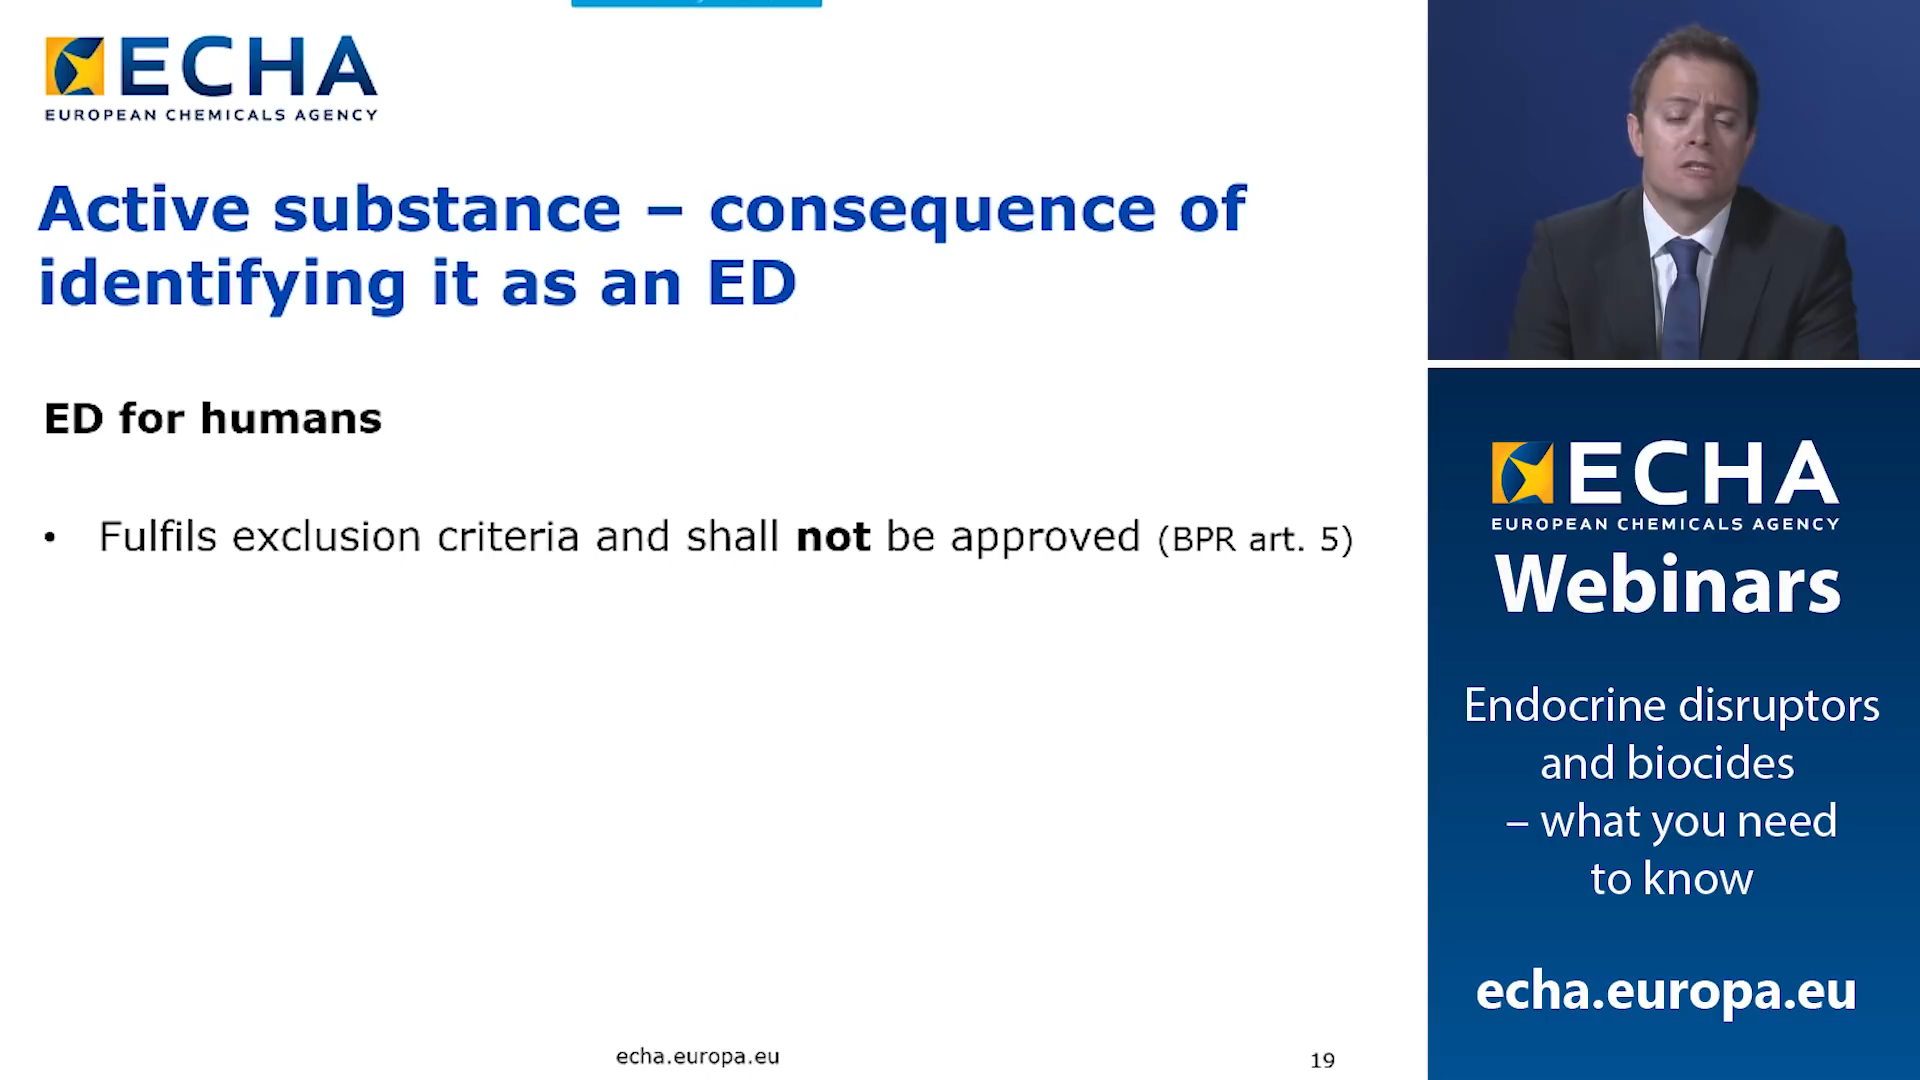 ECHA
EUROPEAN CHEMICALS AGENCY
Active substance – consequence of
identifying it as an ED
ED for humans
• Fulfils exclusion criteria and shall not be approved (BPR art. 5)
echa.europa.eu
19
ECHA
EUROPEAN CHEMICALS AGENCY
Webinars
Endocrine disruptors
and biocides
– what you need
to know
echa.europa.eu